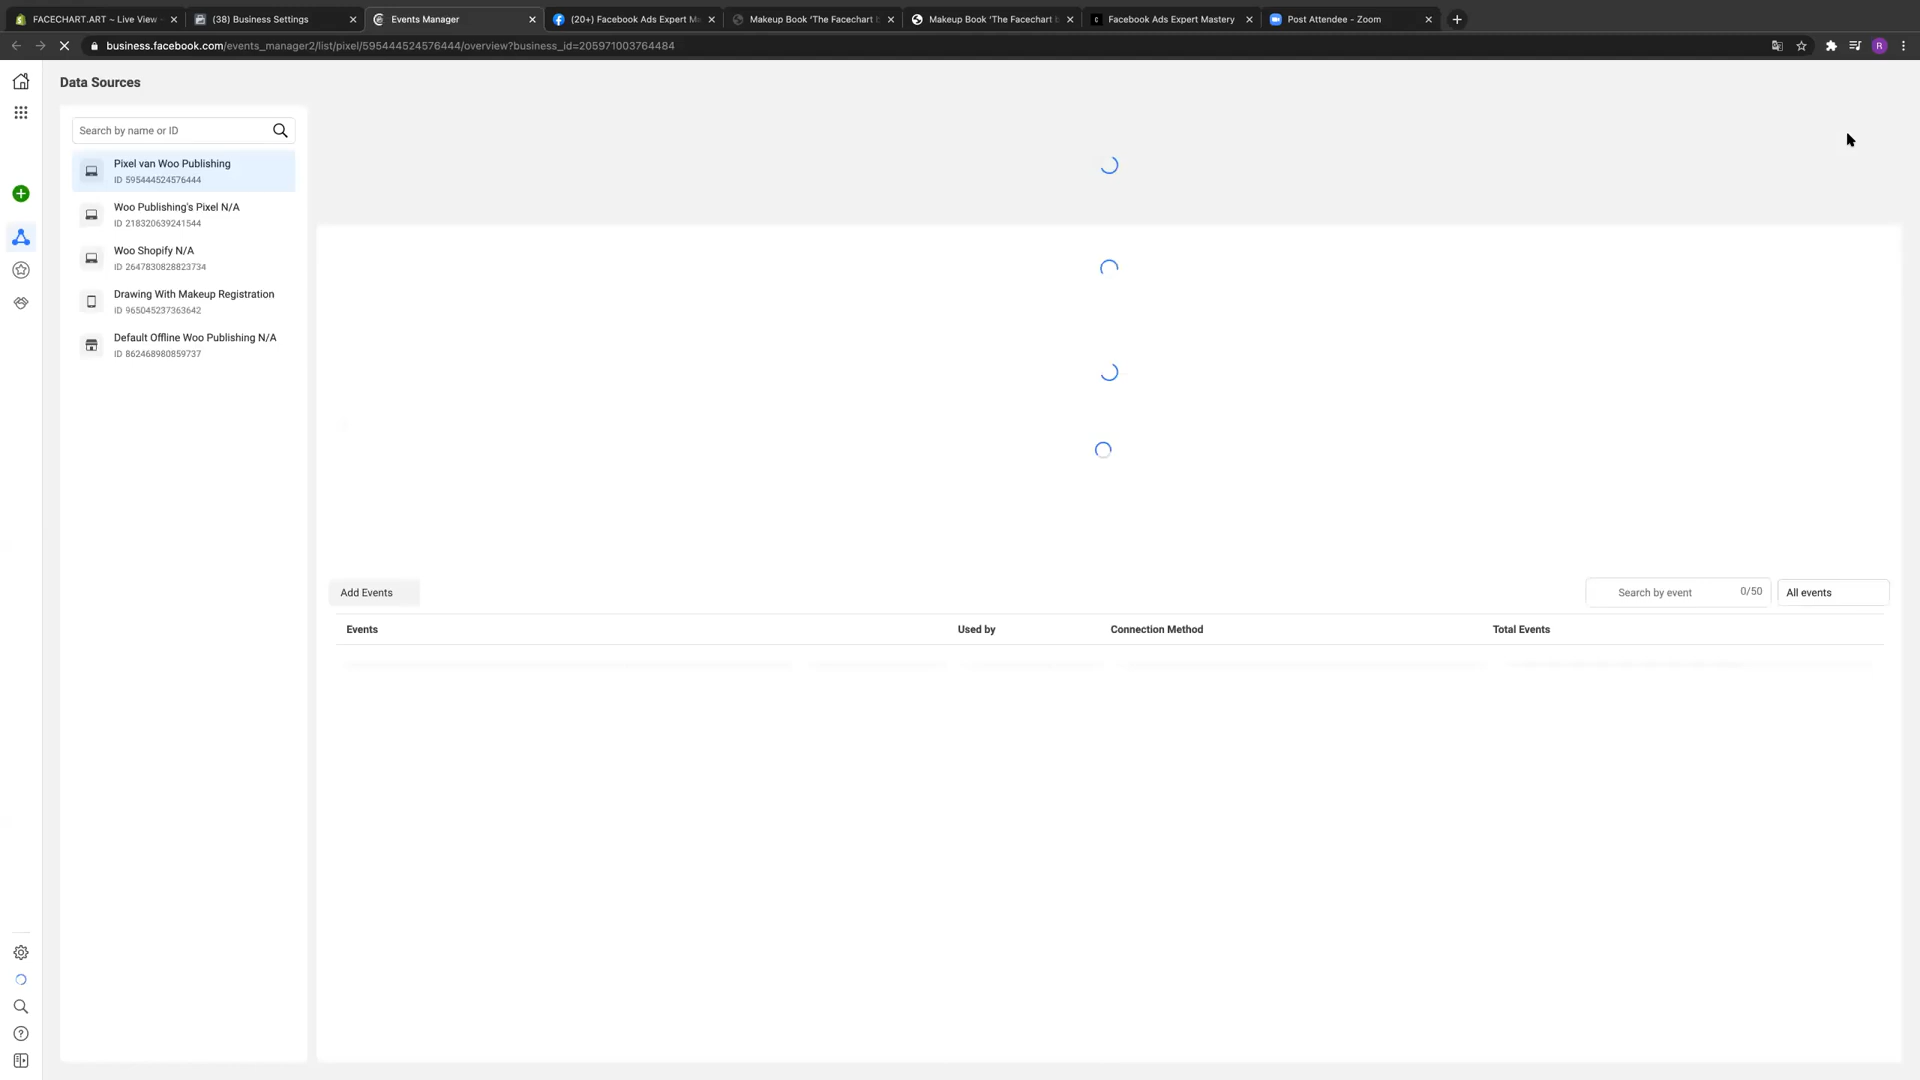 FACECHART.ART ~ Live View
(38) Business Settings
Events Manager
(20+) Facebook Ads Expert M
Makeup Book 'The Facechart
Makeup Book 'The Facechart
Facebook Ads Expert Mastery
Post Attendee - Zoom
business.facebook.com/events_manager2/list/pixel/595444524576444/overview?business_id=205971003764484
R
Data Sources
Search by name or ID
Pixel van Woo Publishing
ID 595444524576444
Woo Publishing's Pixel N/A
ID 218320639241544
Woo Shopify N/A
ID 2647830828823734
Drawing With Makeup Registration
ID 965045237363642
Default Offline Woo Publishing N/A
ID 862468980859737
Add Events
Search by event
0/50
All events
Events
Used by
Connection Method
Total Events